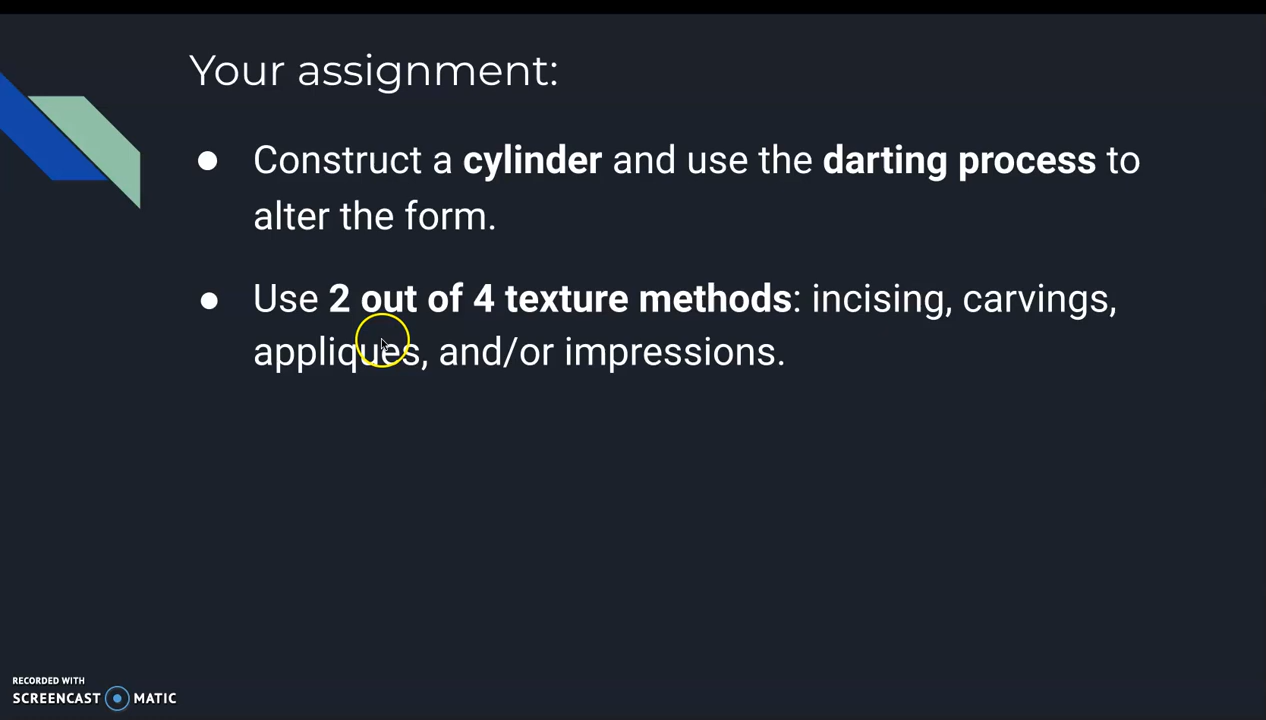 Your assignment:
● Construct a cylinder and use the darting process to
alter the form.
● Use 2 out of 4 texture methods: incising, carvings,
appliques, and/or impressions.
RECORDED WITH
SCREENCAST MATIC